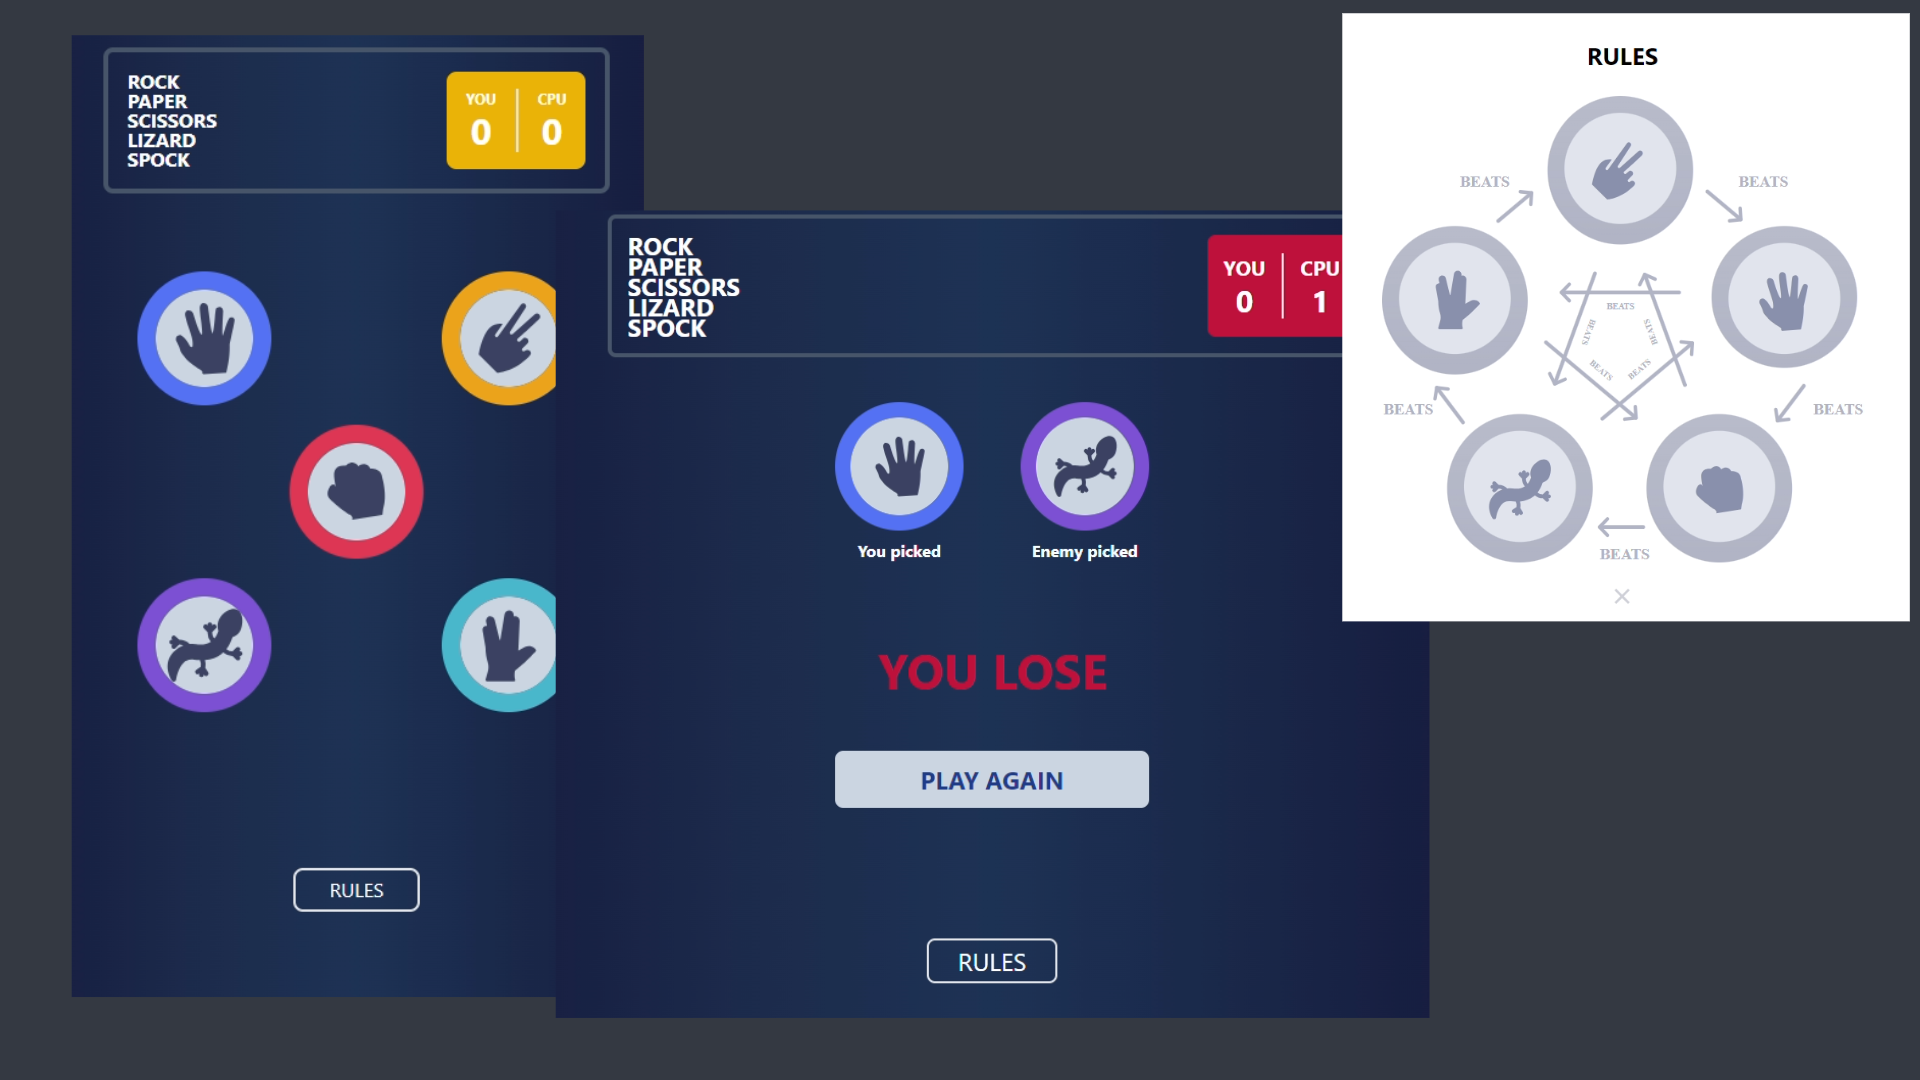 ROCK
PAPER
SCISSORS
LIZARD
SPOCK
YOU
CPU
0
0
RULES
ROCK
PAPER
SCISSORS
LIZARD
SPOCK
YOU
CPU
0
1
You picked
Enemy picked
YOU LOSE
PLAY AGAIN
RULES
RULES
BEATS
BEATS
BEATS
BEATS
BEATS
BEATS
BEATS
BEATS
BEATS
BEATS